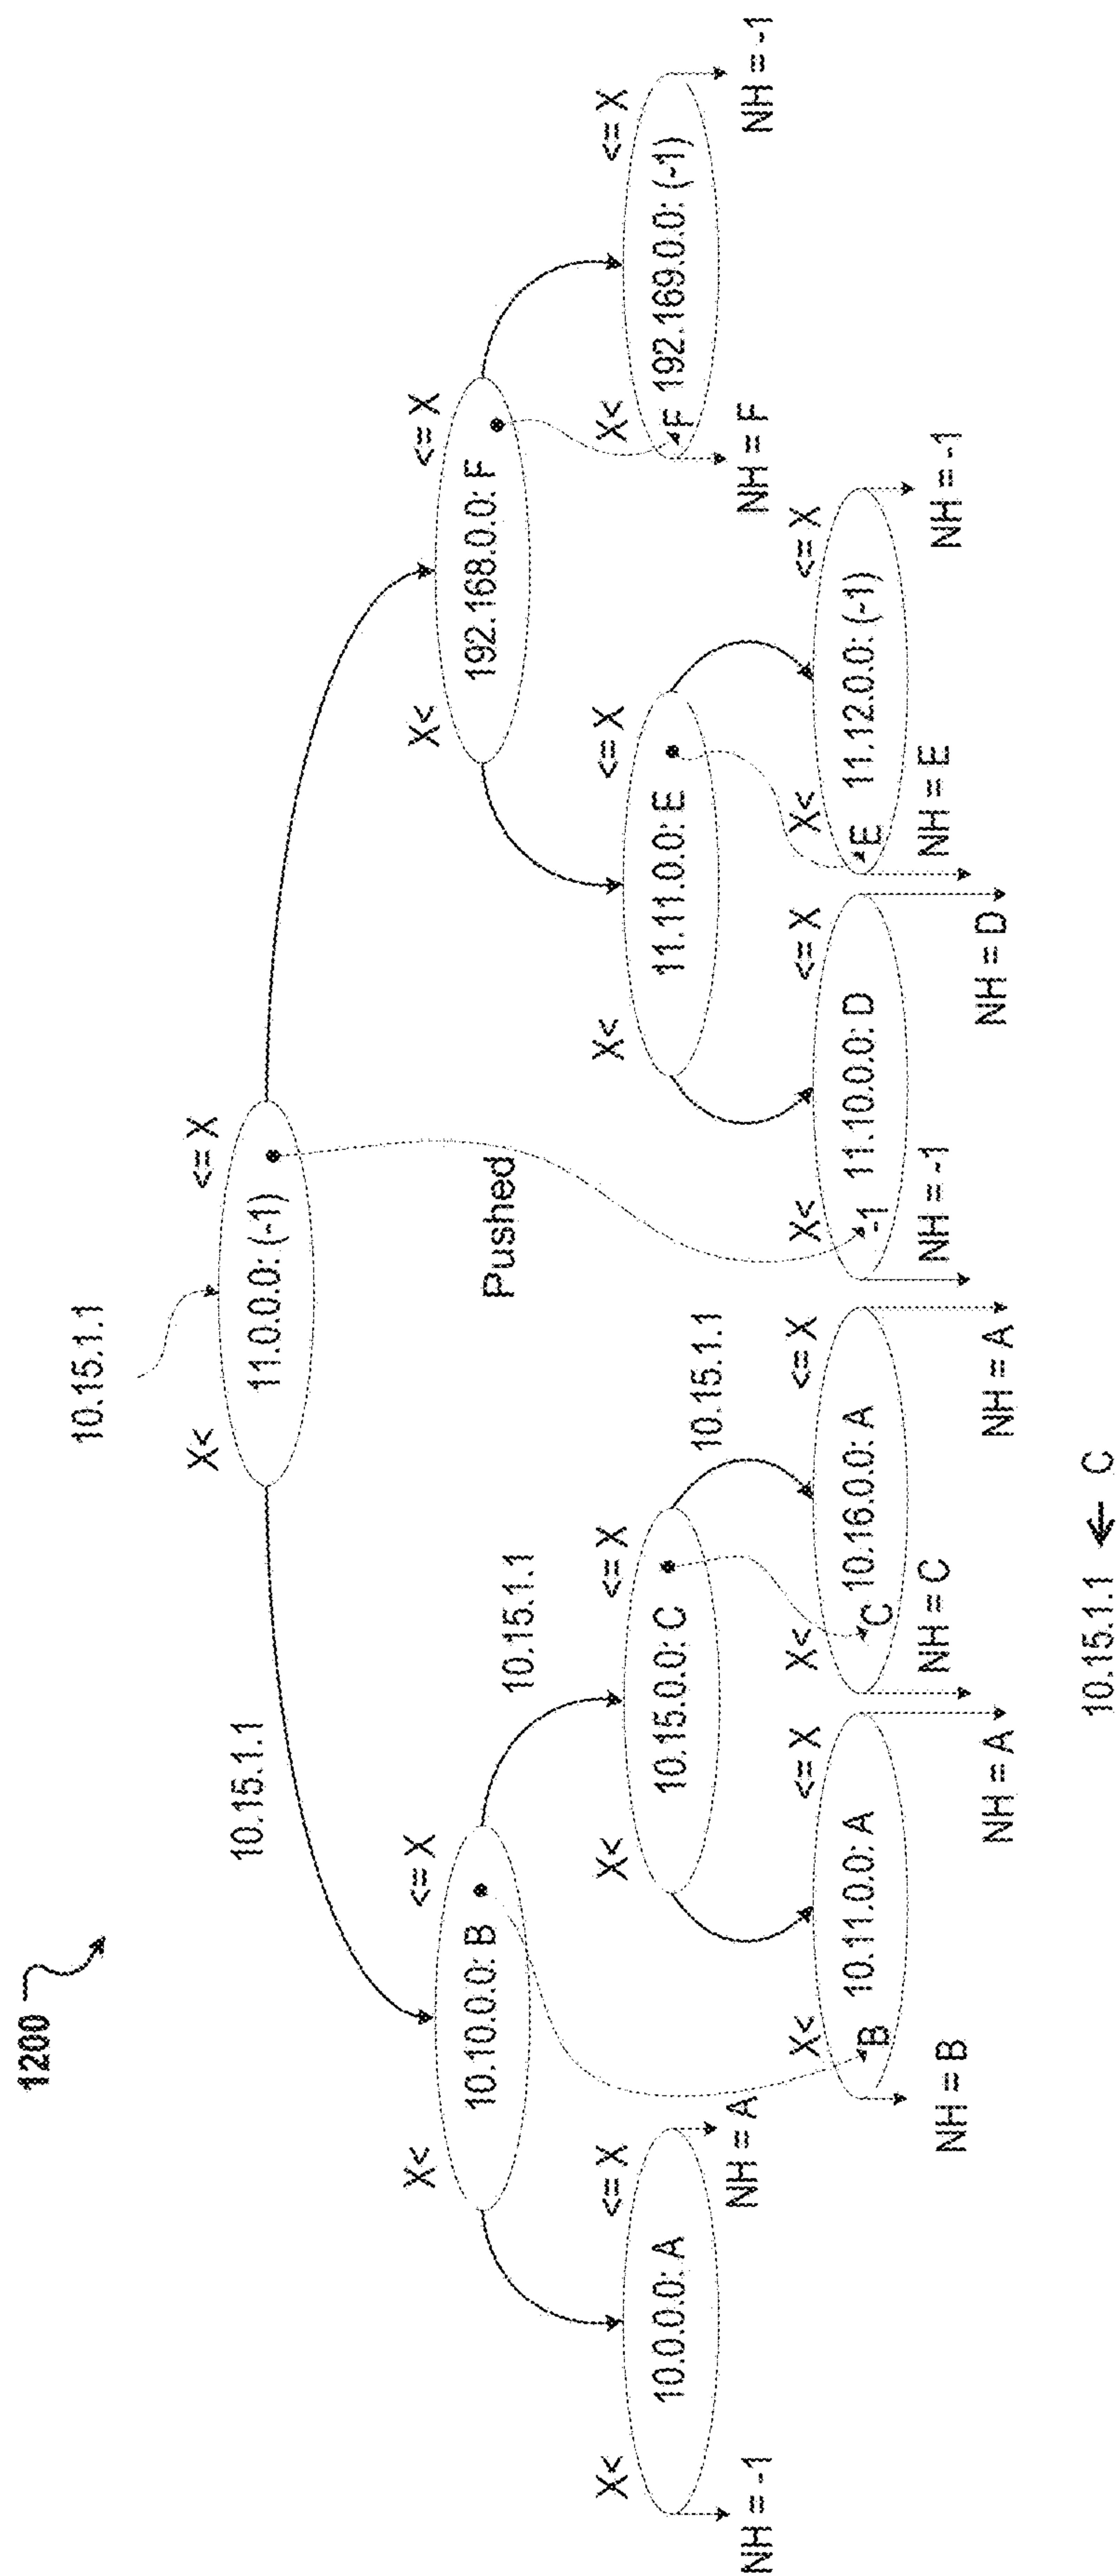 1200
10.15.1.1
X<
<= X
11.0.0.0: (-1)
10.15.1.1
Pushed
X<
<= X
10.10.0.0: B
X<
<= X
192.168.0.0: F
10.15.1.1
X<
<= X
10.0.0.0: A
NH = -1
NH = A
X<
<= X
10.15.0.0: C
10.15.1.1
X<
<= X
11.11.0.0: E
X<
<= X
F 192.169.0.0: (-1)
NH = F
NH = -1
X<
<= X
B 10.11.0.0: A
NH = B
NH = A
X<
<= X
C 10.16.0.0: A
NH = C
NH = A
X<
<= X
-1 11.10.0.0: D
NH = -1
NH = D
X<
<= X
E 11.12.0.0: (-1)
NH = E
NH = -1
10.15.1.1 ← C